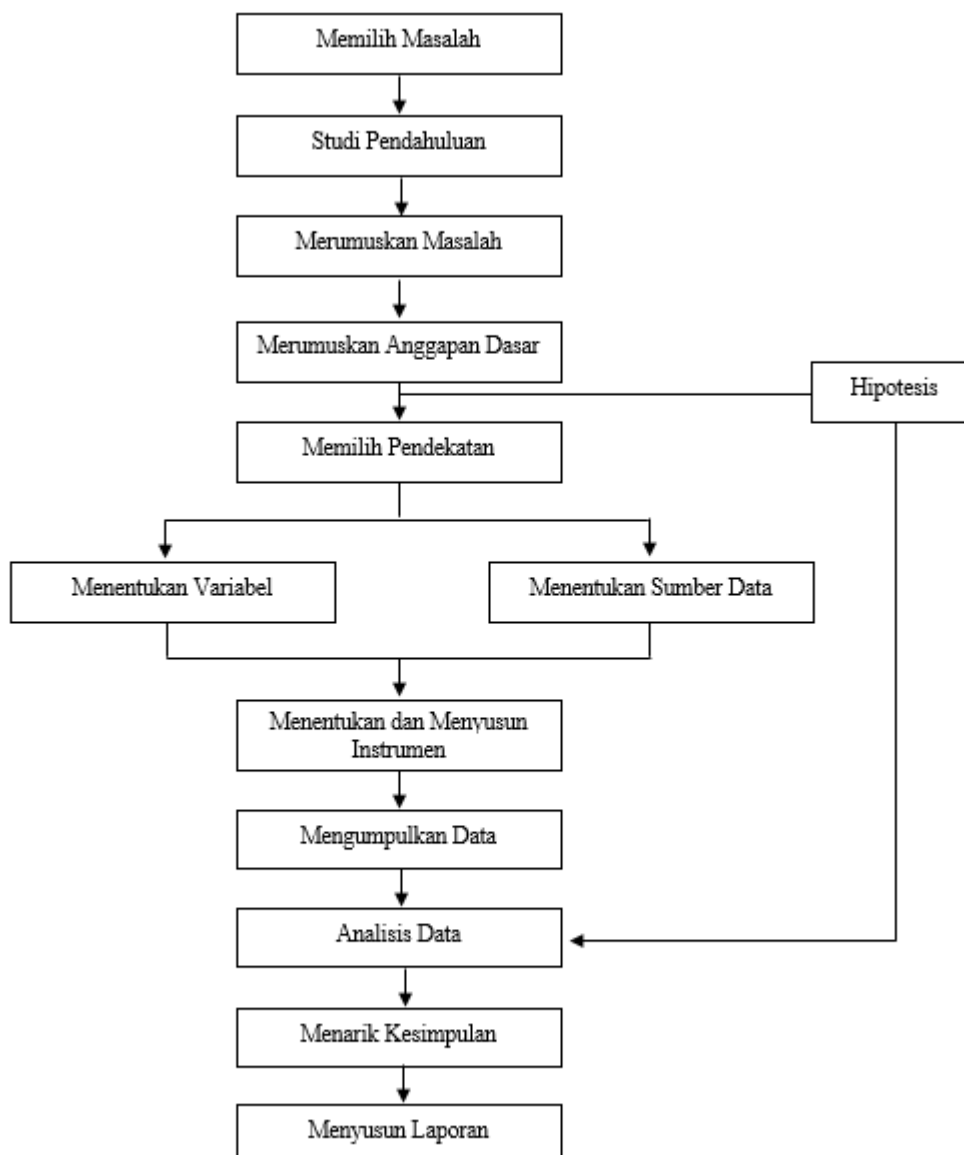 Memilih Masalah
Studi Pendahuluan
Merumuskan Masalah
Merumuskan Anggapan Dasar
Hipotesis
Memilih Pendekatan
Menentukan Variabel
Menentukan Sumber Data
Menentukan dan Menyusun
Instrumen
Mengumpulkan Data
Analisis Data
Menarik Kesimpulan
Menyusun Laporan